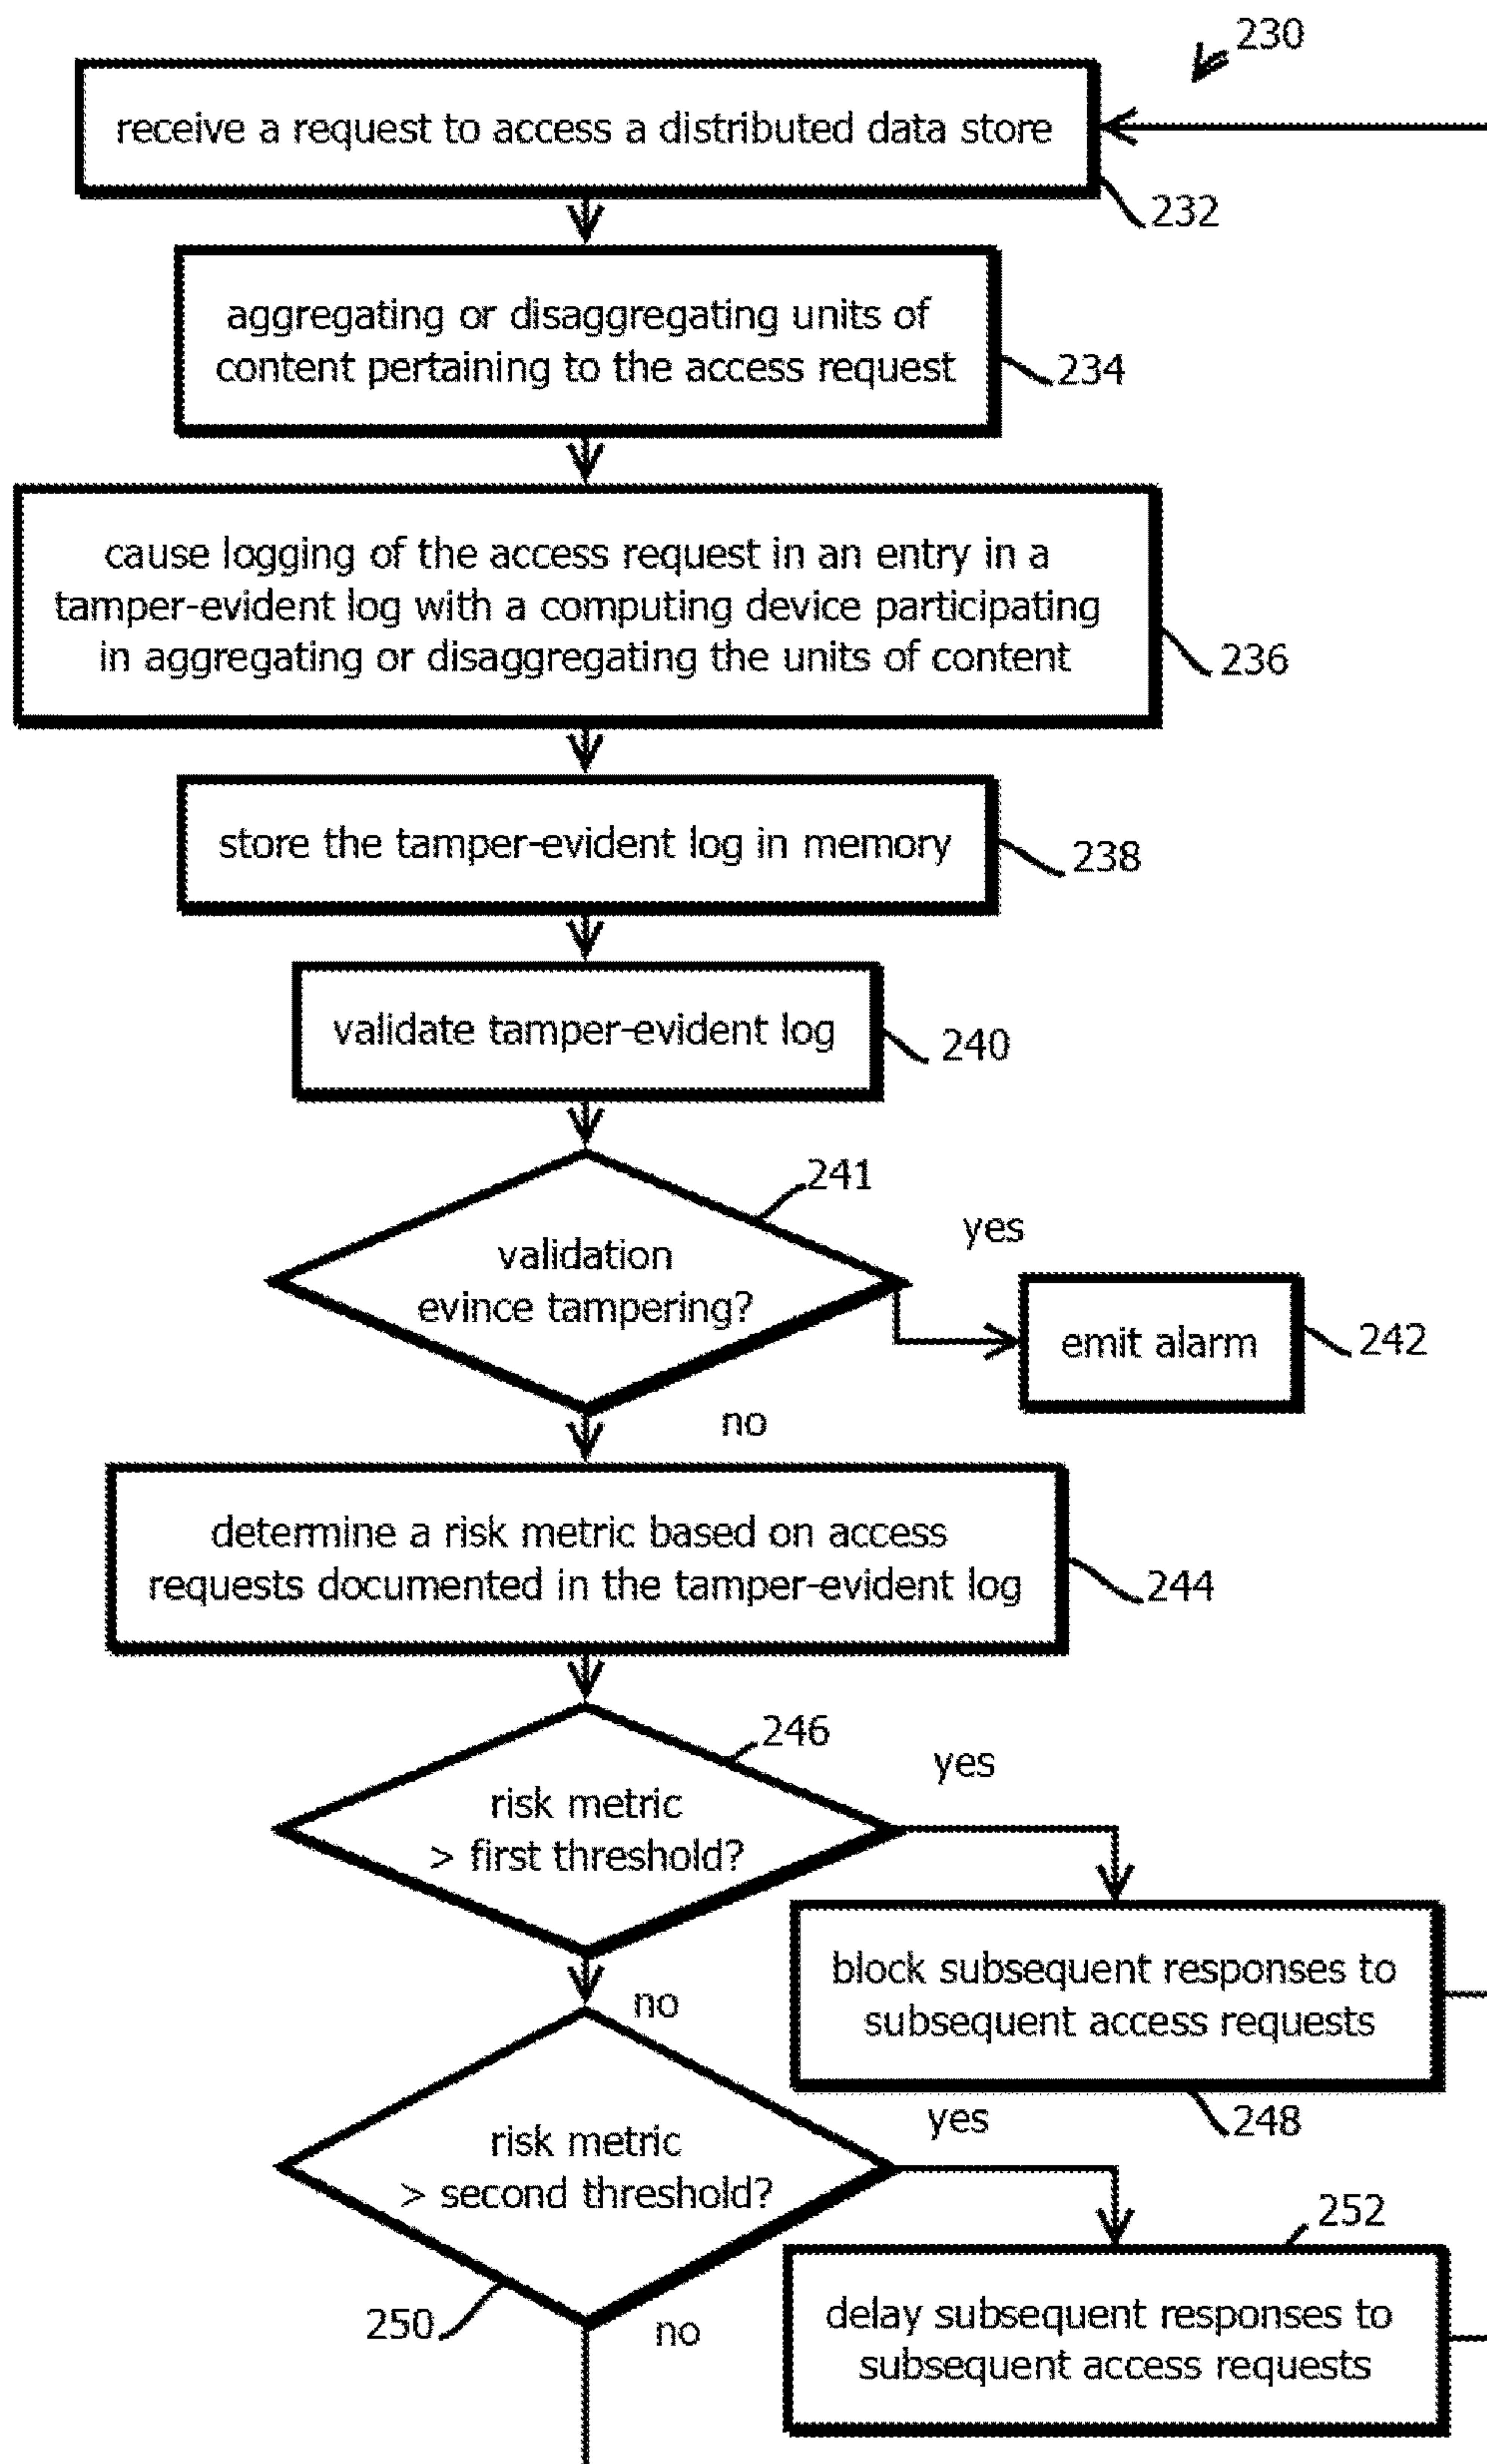 230
receive a request to access a distributed data store
232
aggregating or disaggregating units of
content pertaining to the access request
234
cause logging of the access request in an entry in a
tamper-evident log with a computing device participating
in aggregating or disaggregating the units of content
236
store the tamper-evident log in memory
238
validate tamper-evident log
240
241
validation
evince tampering?
yes
emit alarm
242
no
determine a risk metric based on access
requests documented in the tamper-evident log
244
246
risk metric
> first threshold?
yes
block subsequent responses to
subsequent access requests
248
no
risk metric
> second threshold?
yes
250
252
delay subsequent responses to
subsequent access requests
no